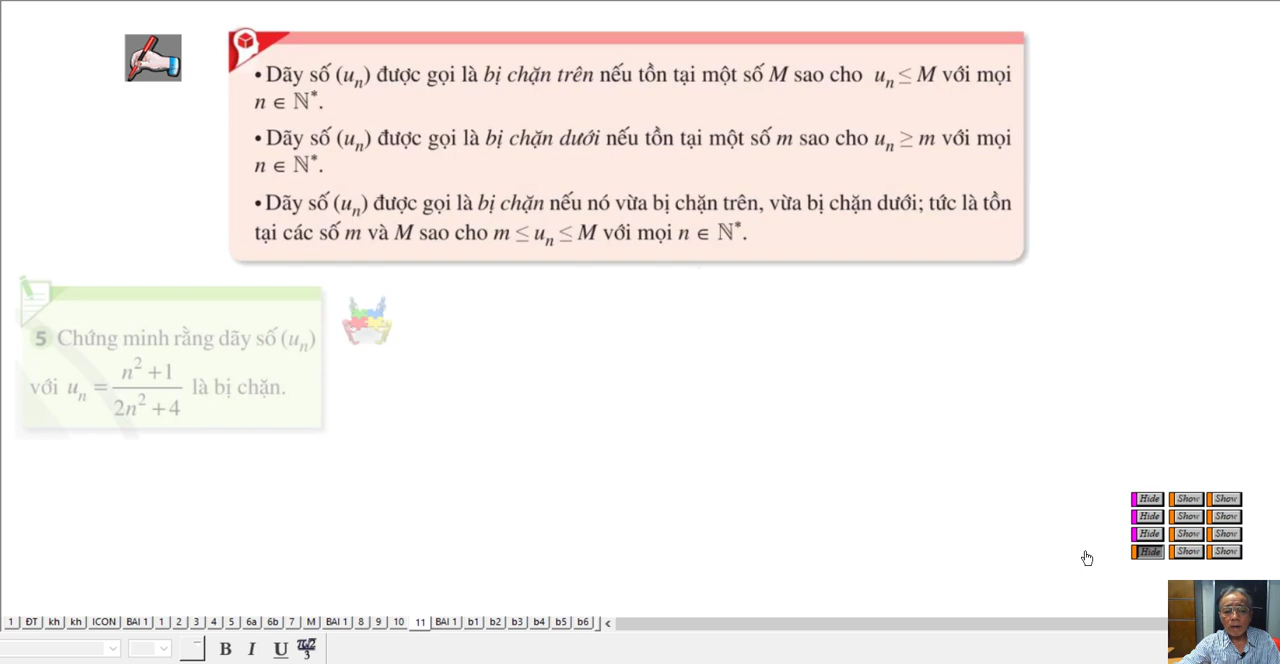 • Dãy số (uₙ) được gọi là bị chặn trên nếu tồn tại một số M sao cho uₙ ≤ M với mọi
n ∈ ℕ*.
• Dãy số (uₙ) được gọi là bị chặn dưới nếu tồn tại một số m sao cho uₙ ≥ m với mọi
n ∈ ℕ*.
• Dãy số (uₙ) được gọi là bị chặn nếu nó vừa bị chặn trên, vừa bị chặn dưới; tức là tồn
tại các số m và M sao cho m ≤ uₙ ≤ M với mọi n ∈ ℕ*.
5 Chứng minh rằng dãy số (uₙ)
với uₙ = (n² + 1)/(2n² + 4) là bị chặn.
Hide Show Show
Hide Show Show
Hide Show Show
Hide Show Show
1 ĐT kh kh ICON BAI 1 1 2 3 4 5 6a 6b 7 M BAI 1 8 9 10 11 BAI 1 b1 b2 b3 b4 b5 b6
B I U